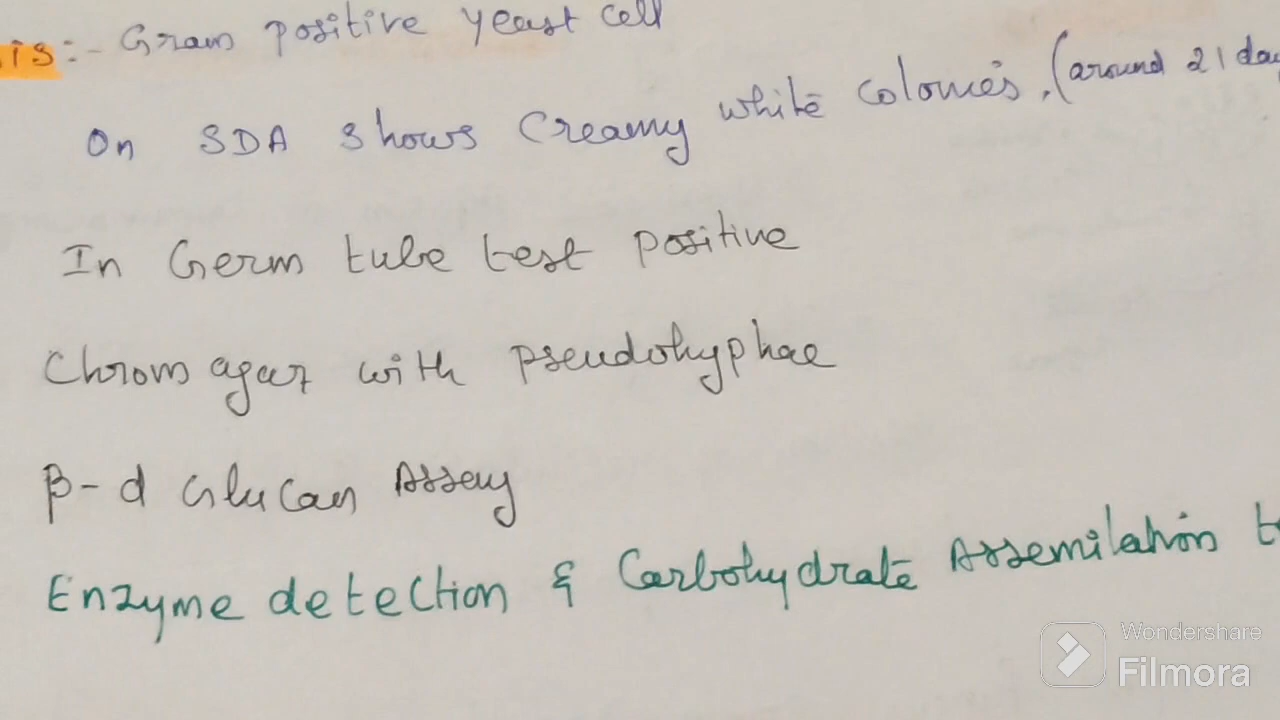 is:- Gram positive yeast cell
On SDA shows Creamy white colonies. (around 21 day
In Germ tube test positive
Chrom agar with pseudohyphae
β-d Glucan Assay
Enzyme detection & Carbohydrate Assemilation t
Wondershare
Filmora